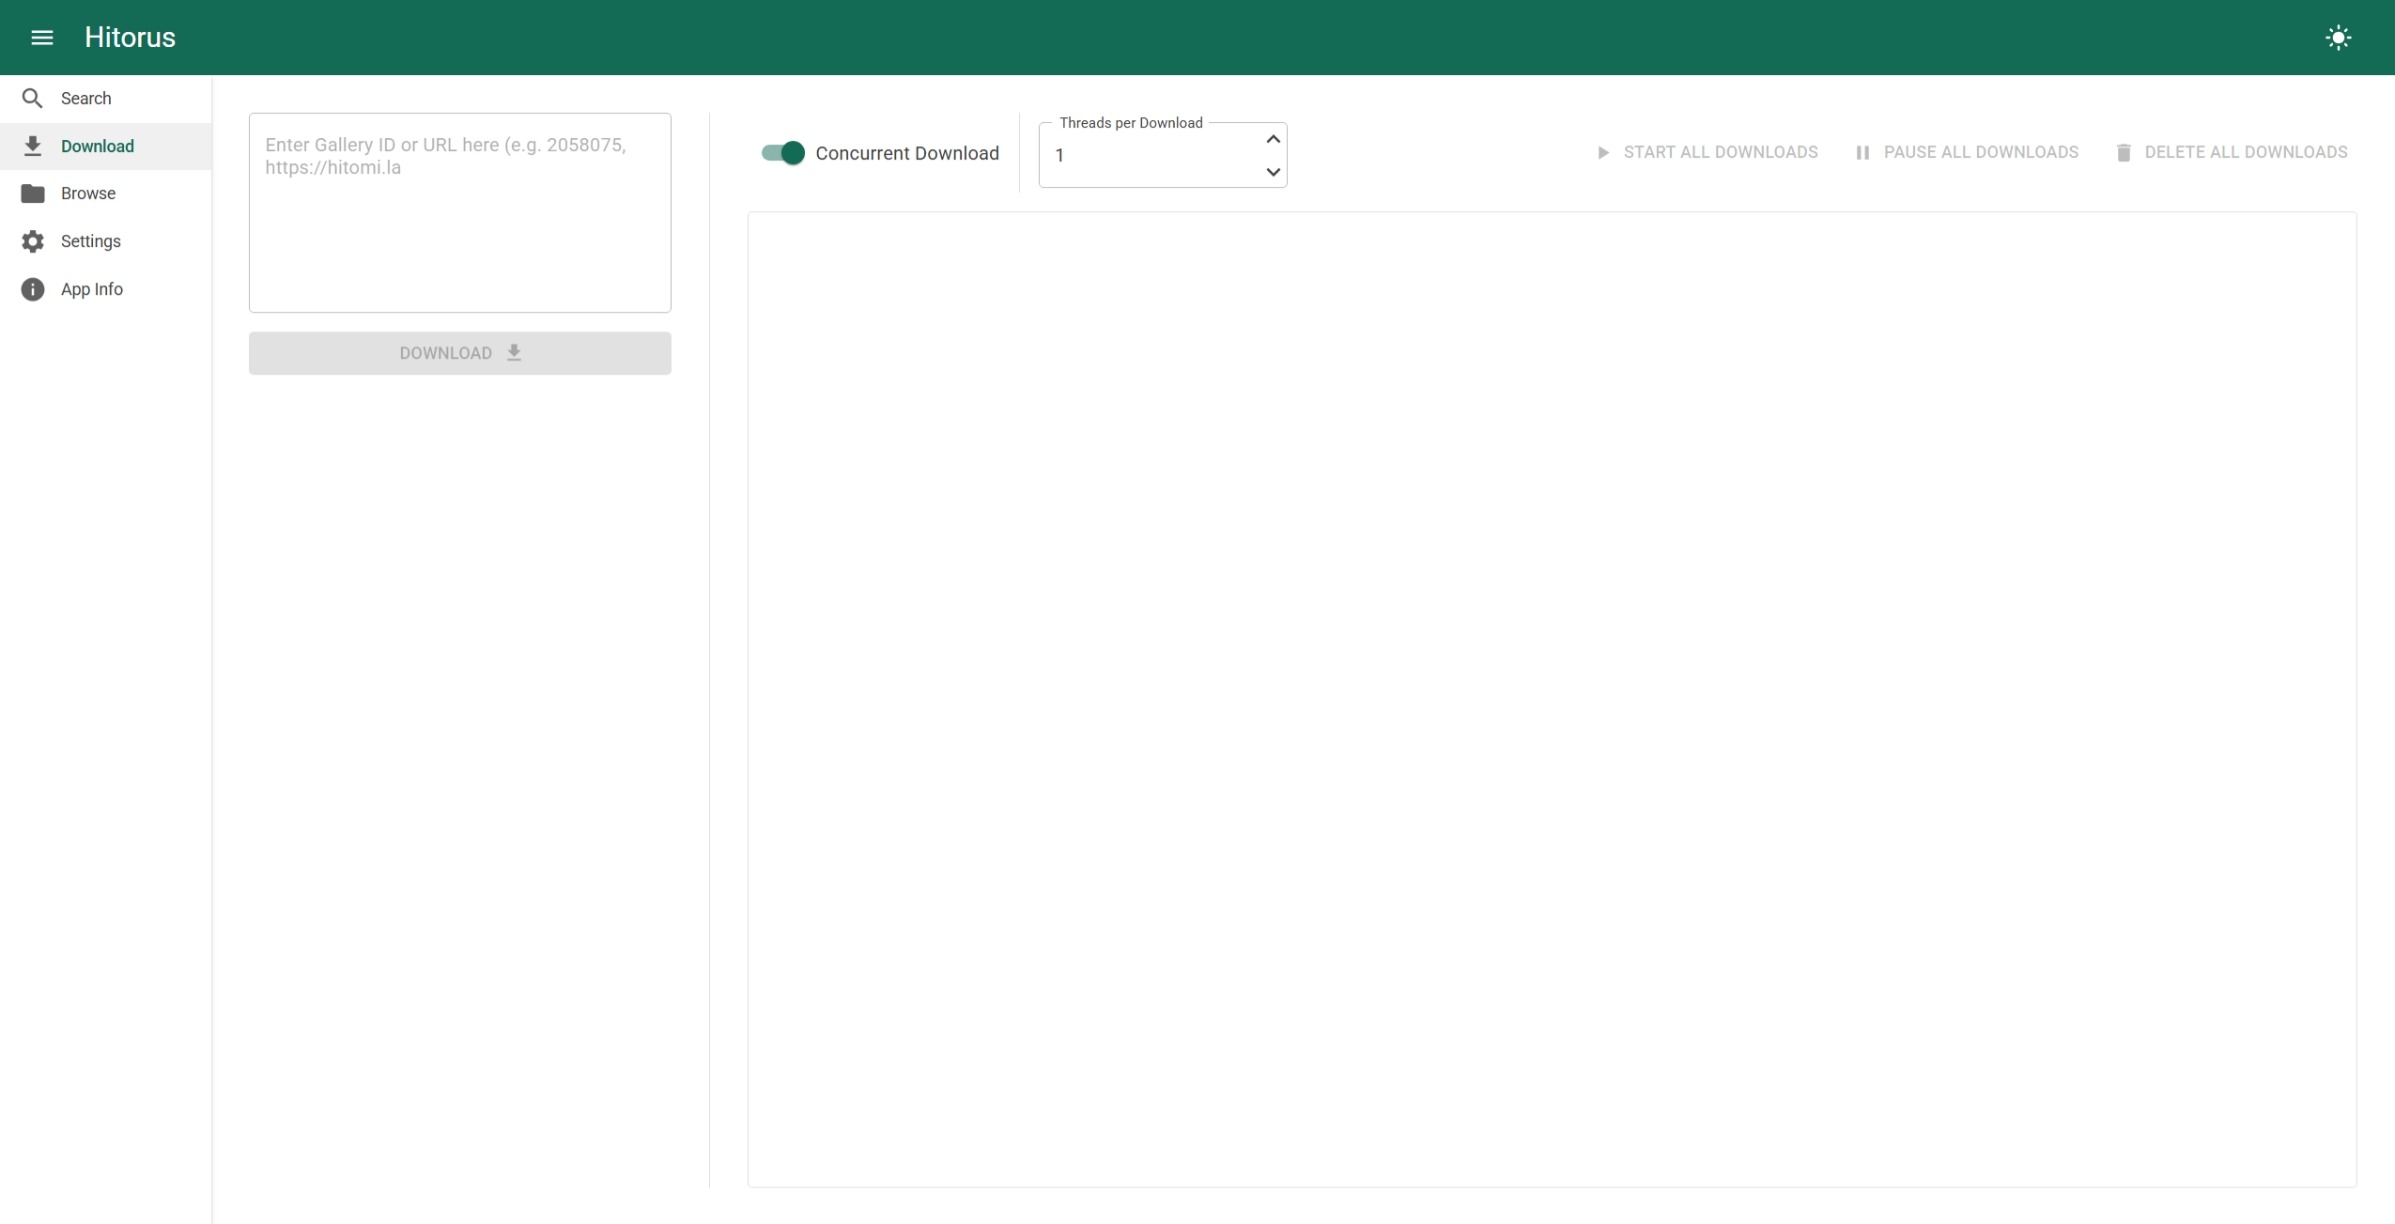 Hitorus
Search
Download
Browse
Settings
App Info
Enter Gallery ID or URL here (e.g. 2058075,
https://hitomi.la
DOWNLOAD
Concurrent Download
Threads per Download
1
START ALL DOWNLOADS
PAUSE ALL DOWNLOADS
DELETE ALL DOWNLOADS